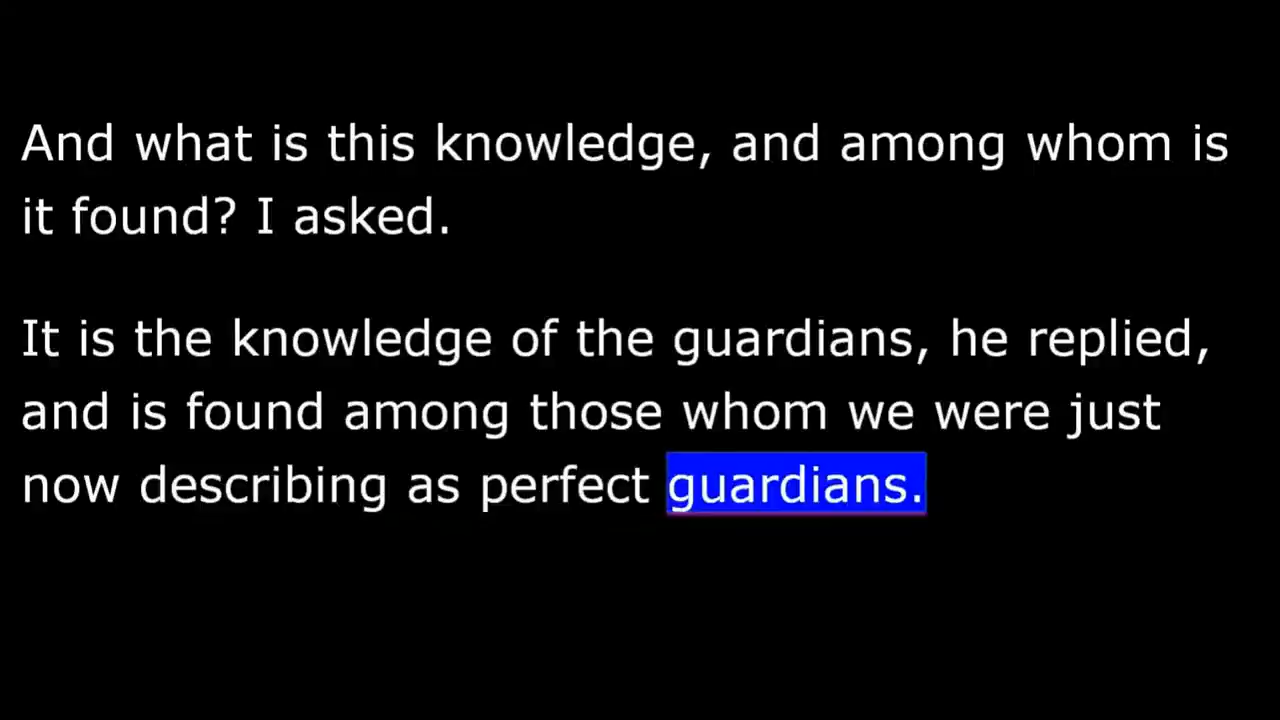 And what is this knowledge, and among whom is
it found? I asked.
It is the knowledge of the guardians, he replied,
and is found among those whom we were just
now describing as perfect guardians.